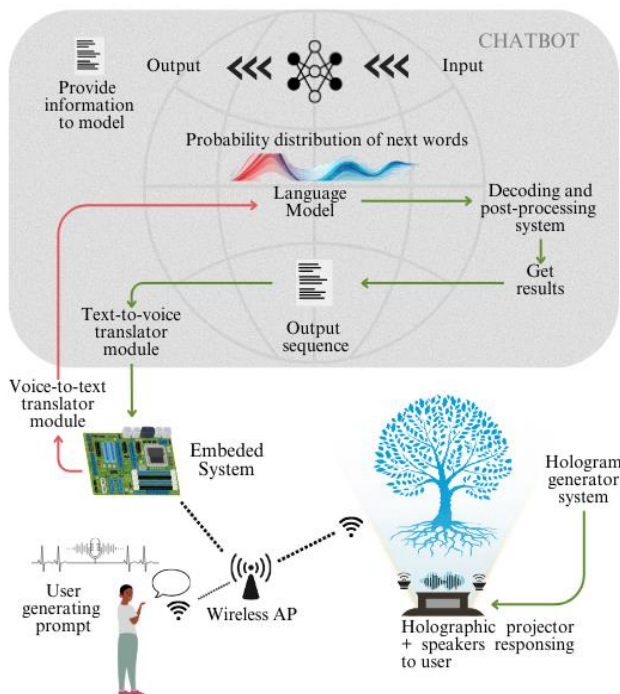 CHATBOT
Provide
information
to model
Output
Input
Probability distribution of next words
Language
Model
Decoding and
post-processing
system
Get
results
Output
sequence
Text-to-voice
translator
module
Voice-to-text
translator
module
Embeded
System
Hologram
generator
system
User
generating
prompt
Wireless AP
Holographic projector
+ speakers responsing
to user